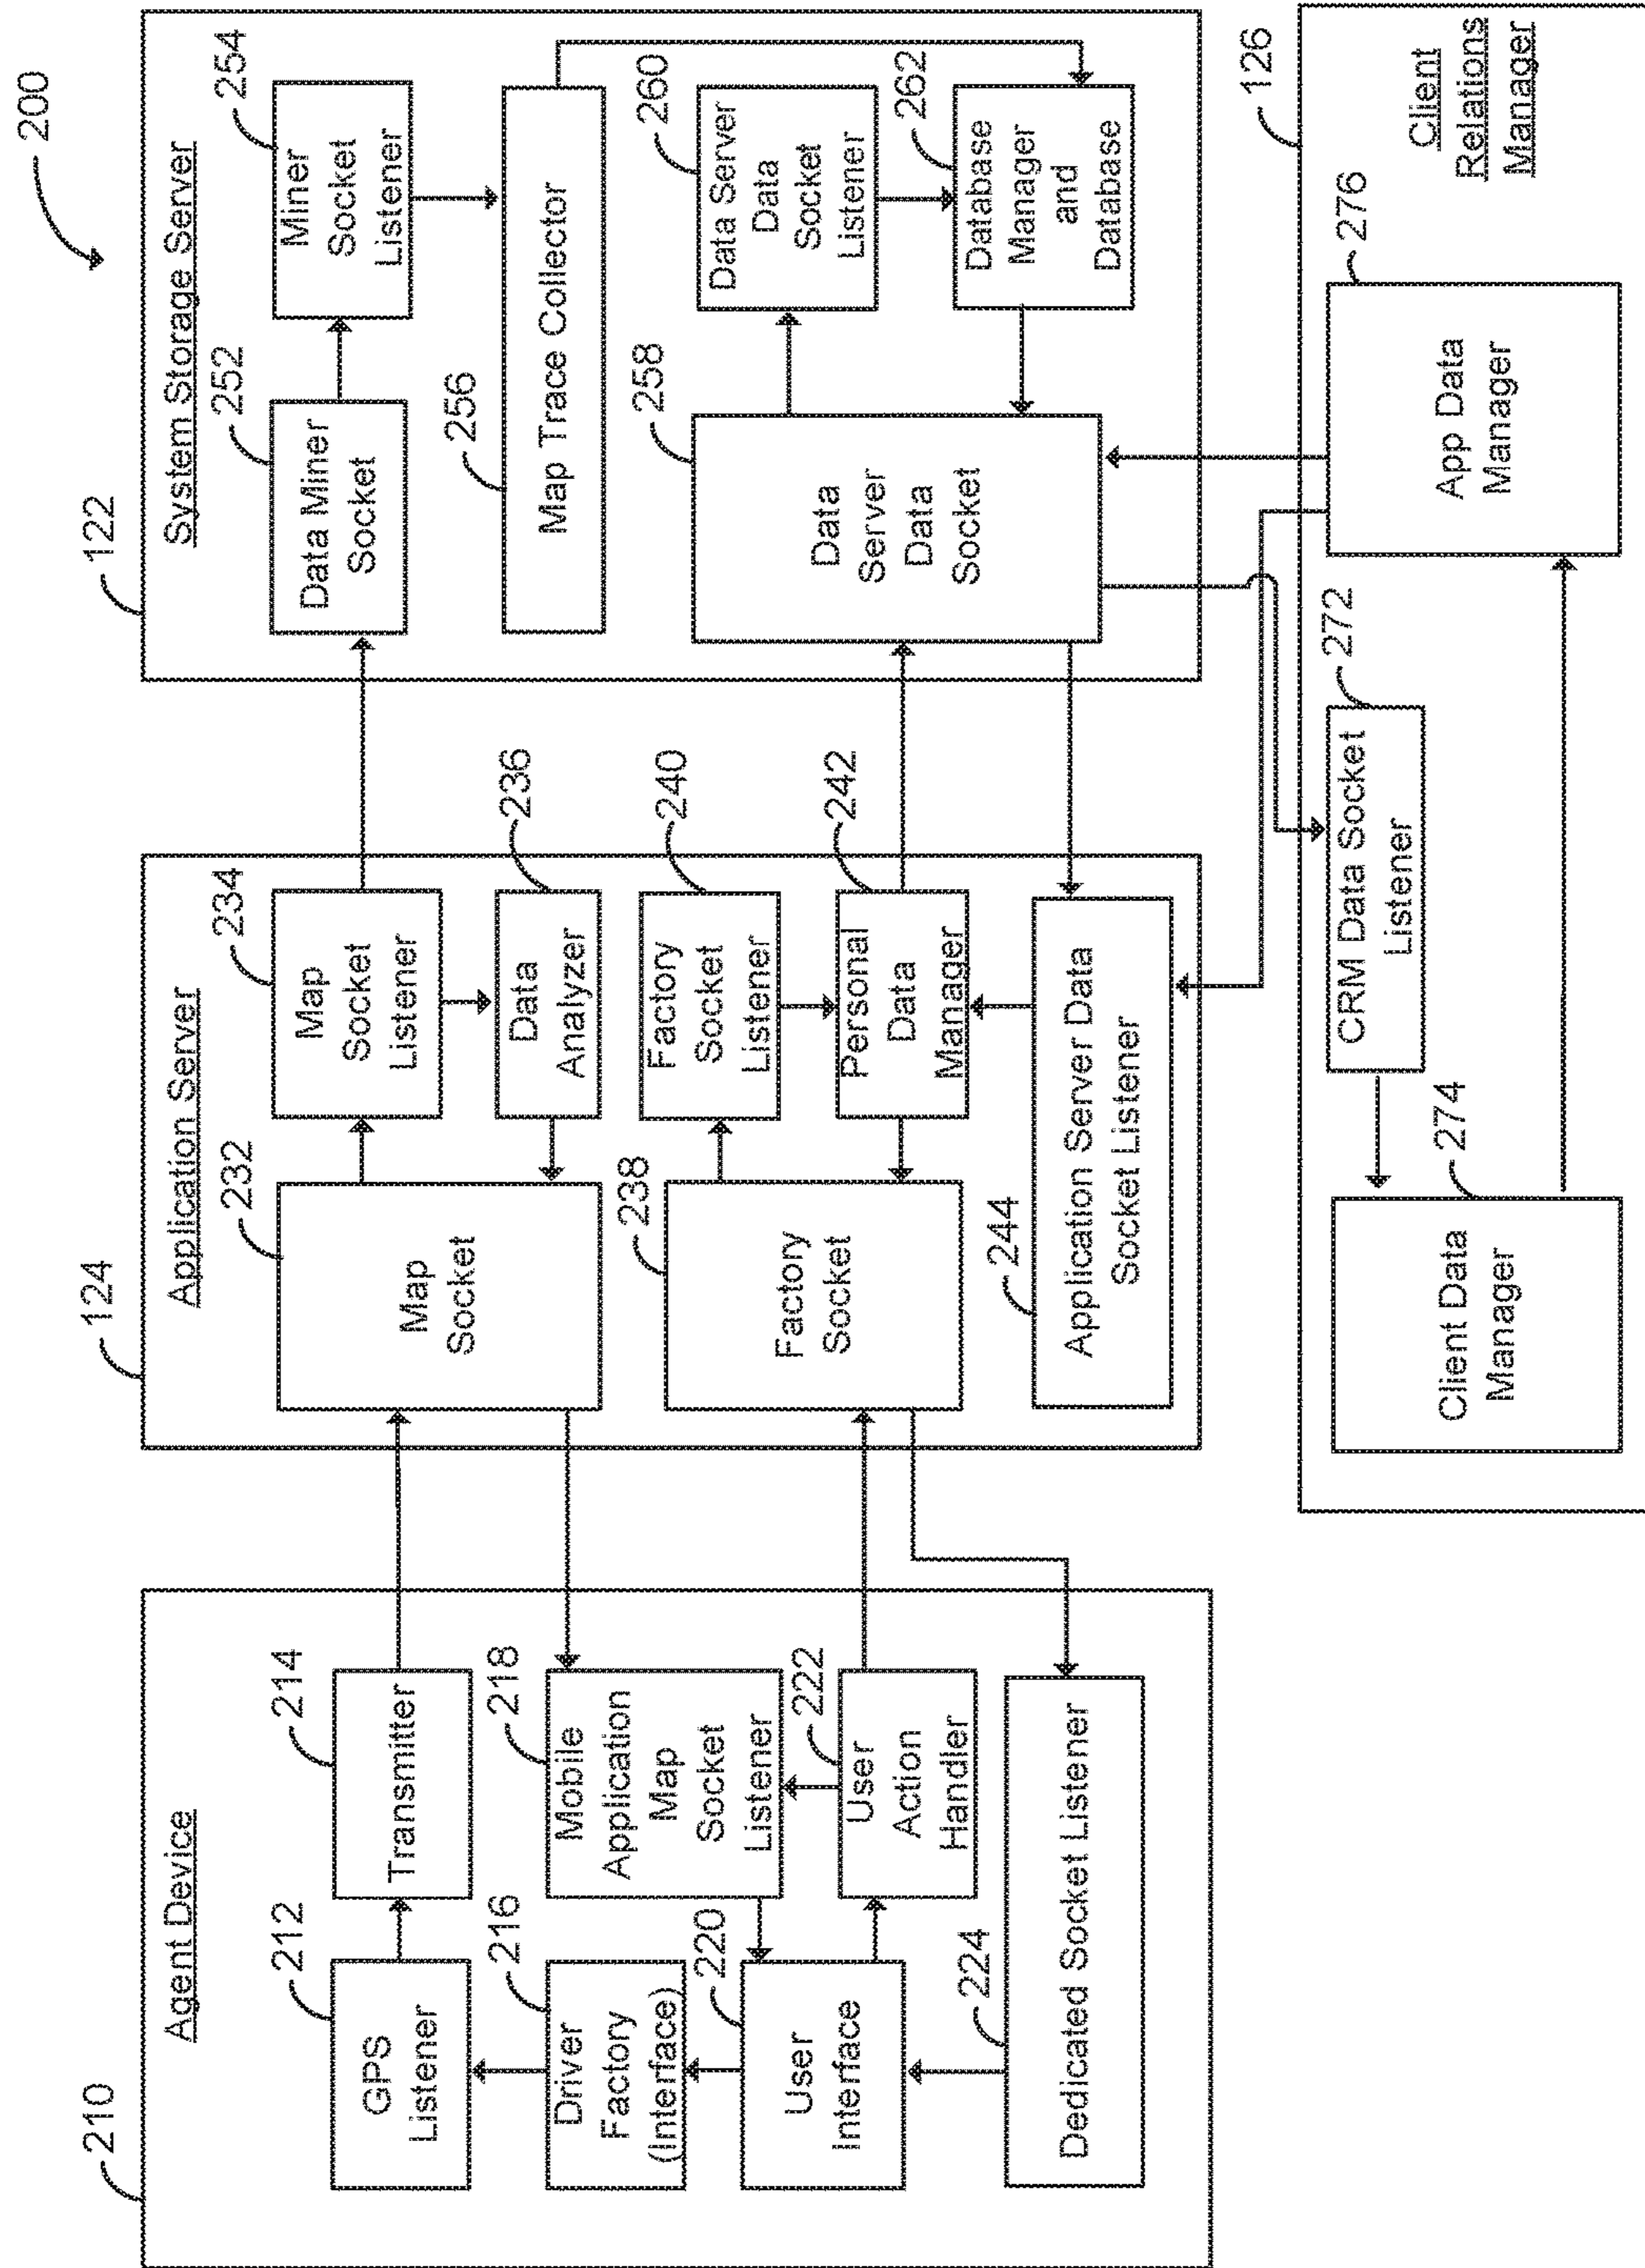 200
210
Agent Device
212
GPS
Listener
214
Transmitter
216
Driver
Factory
(Interface)
218
Mobile
Application
Map
Socket
Listener
220
User
Interface
222
User
Action
Handler
224
Dedicated Socket Listener
124
Application Server
232
Map
Socket
234
Map
Socket
Listener
236
Data
Analyzer
238
Factory
Socket
240
Factory
Socket
Listener
242
Personal
Data
Manager
244
Application Server Data
Socket Listener
122
System Storage Server
252
Data Miner
Socket
254
Miner
Socket
Listener
256
Map Trace Collector
258
Data
Server
Data
Socket
260
Data Server
Data
Socket
Listener
262
Database
Manager
and
Database
126
Client
Relations
Manager
272
CRM Data Socket
Listener
274
Client Data
Manager
276
App Data
Manager